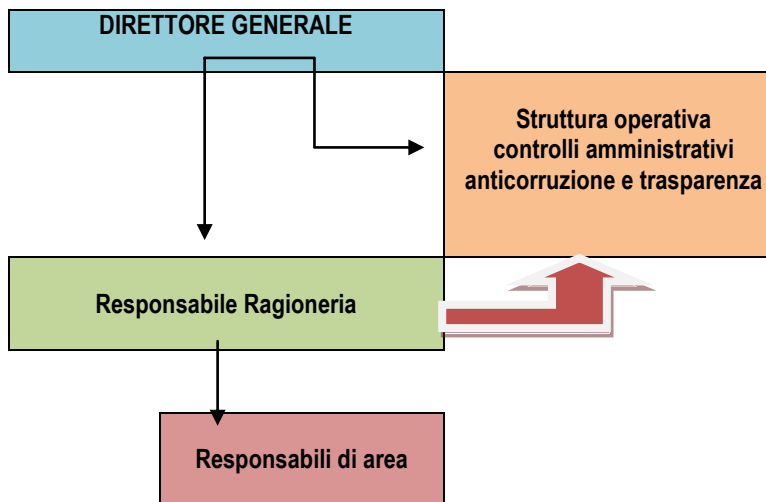 DIRETTORE GENERALE
Struttura operativa
controlli amministrativi
anticorruzione e trasparenza
Responsabile Ragioneria
Responsabili di area